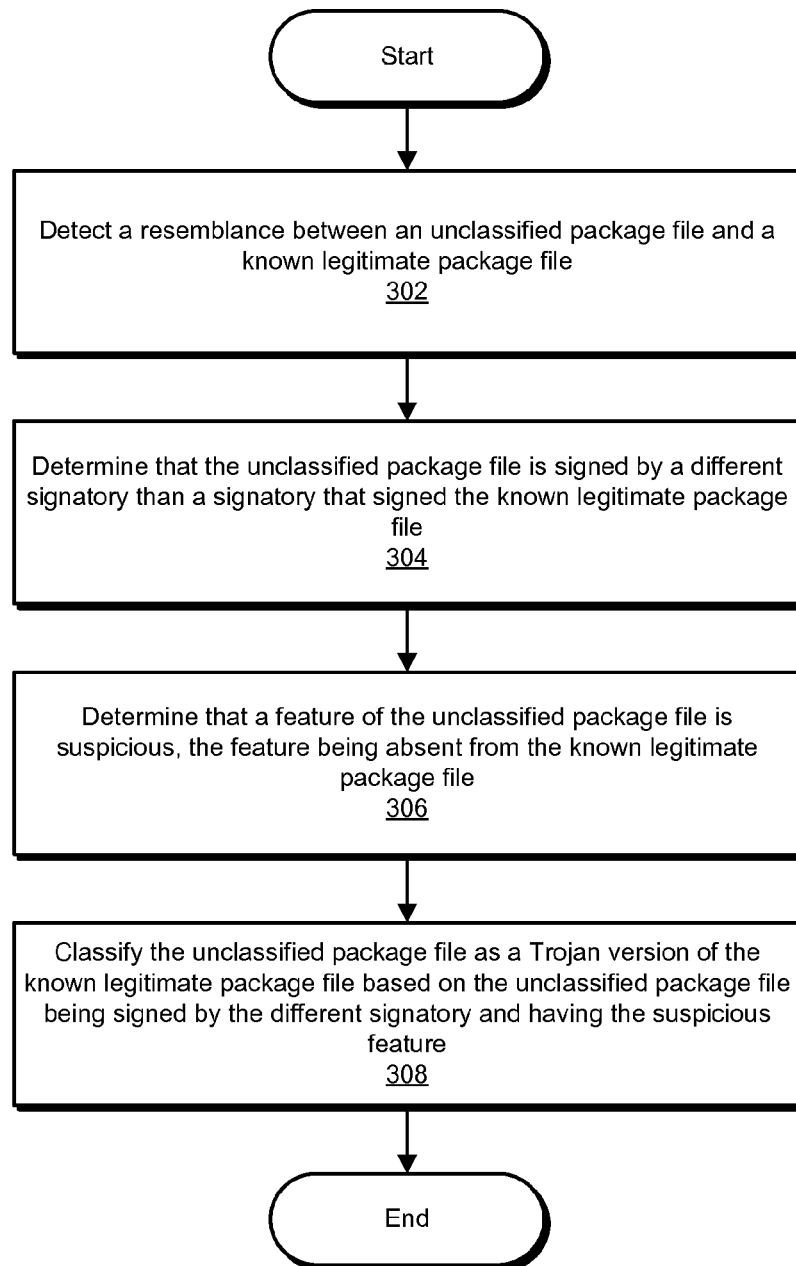 Start
Detect a resemblance between an unclassified package file and a
known legitimate package file
302
Determine that the unclassified package file is signed by a different
signatory than a signatory that signed the known legitimate package
file
304
Determine that a feature of the unclassified package file is
suspicious, the feature being absent from the known legitimate
package file
306
Classify the unclassified package file as a Trojan version of the
known legitimate package file based on the unclassified package file
being signed by the different signatory and having the suspicious
feature
308
End